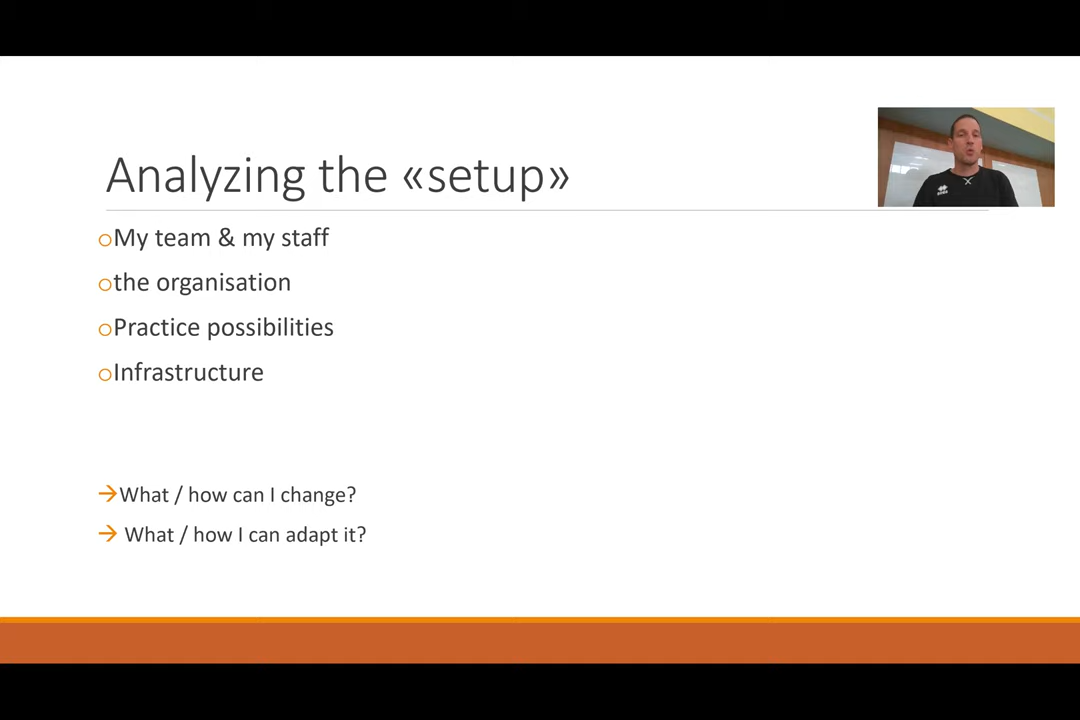 Analyzing the «setup»
My team & my staff
the organisation
Practice possibilities
Infrastructure
→What / how can I change?
→ What / how I can adapt it?